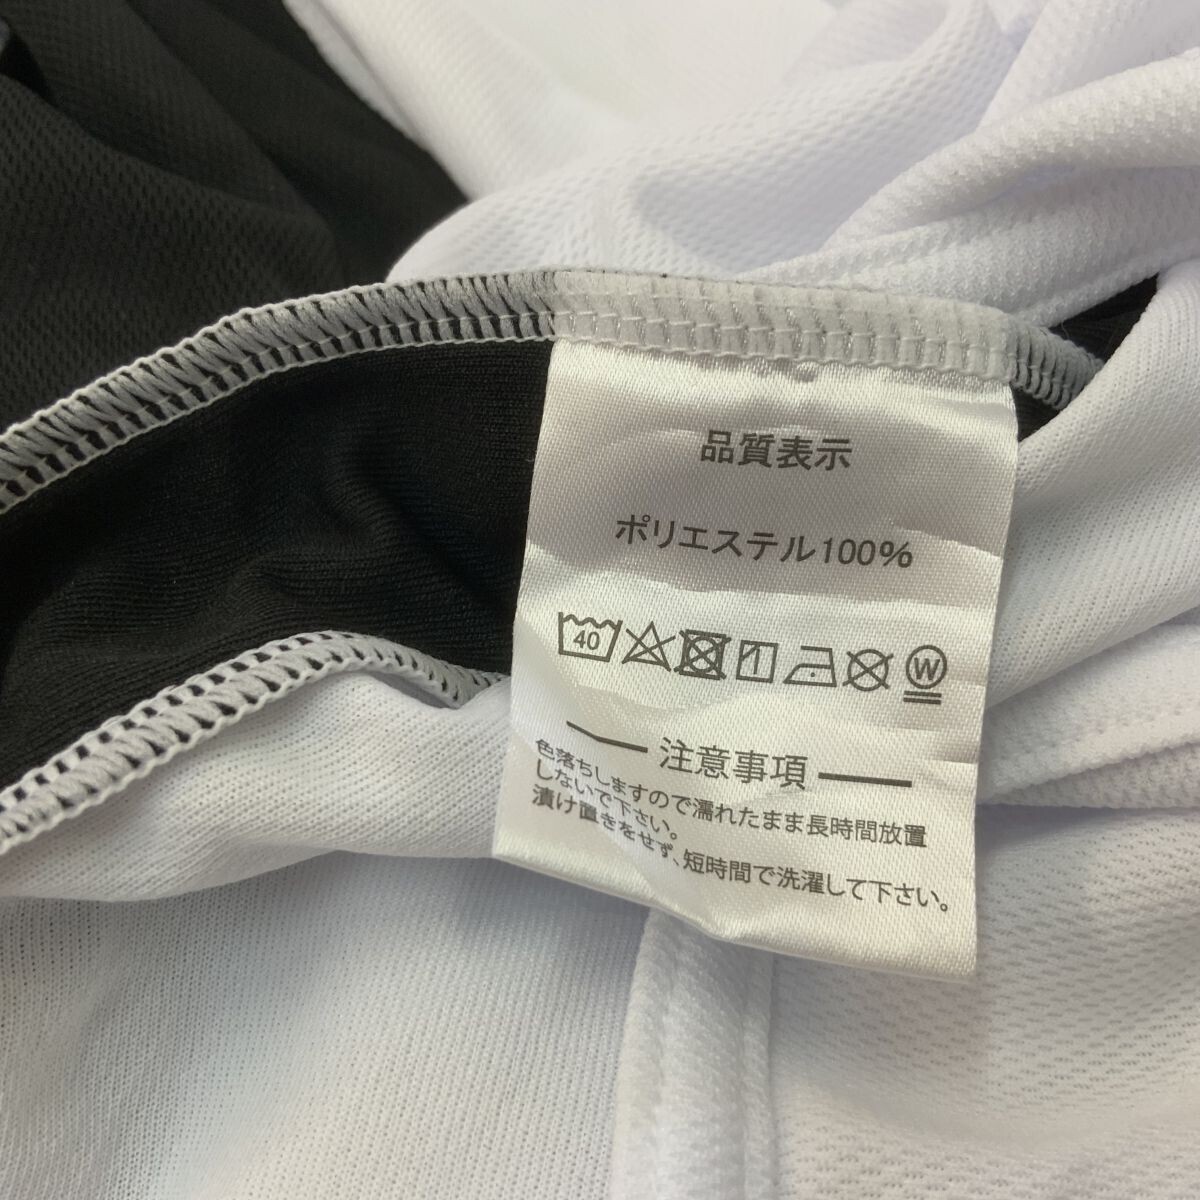 品質表示
ポリエステル100%
40 W
注意事項
色落ちしますので濡れたまま長時間放置
しないで下さい。
漬け置きをせず、短時間で洗濯して下さい。